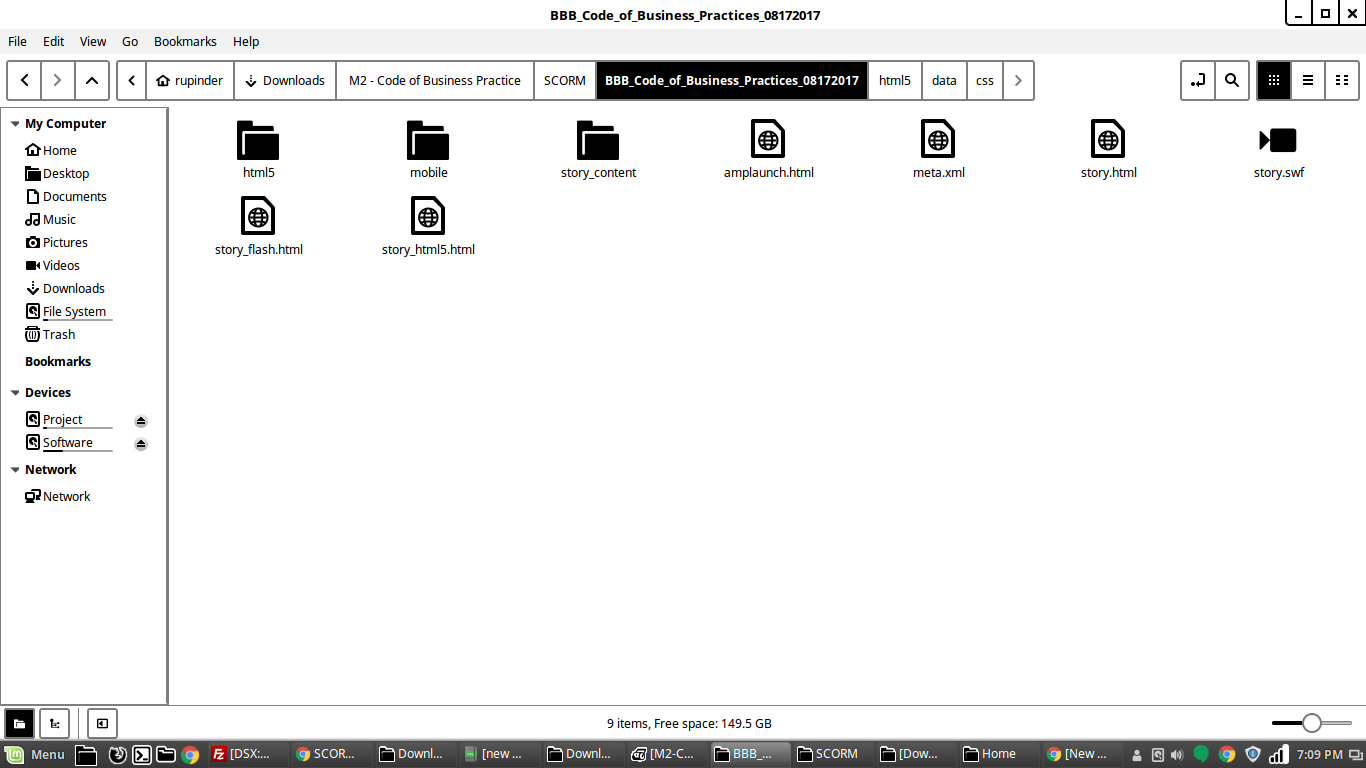 BBB_Code_of_Business_Practices_08172017
File Edit View Go Bookmarks Help
rupinder Downloads M2 - Code of Business Practice SCORM BBB_Code_of_Business_Practices_08172017 html5 data css
My Computer
Home
Desktop
Documents
Music
Pictures
Videos
Downloads
File System
Trash
Bookmarks
Devices
Project
Software
Network
Network
html5 mobile story_content amplaunch.html meta.xml story.html story.swf
story_flash.html story_html5.html
9 items, Free space: 149.5 GB
Menu [DSX:... SCOR... Downl... [new ... Downl... [M2-C... BBB_... SCORM [Dow... Home [New ... 7:09 PM